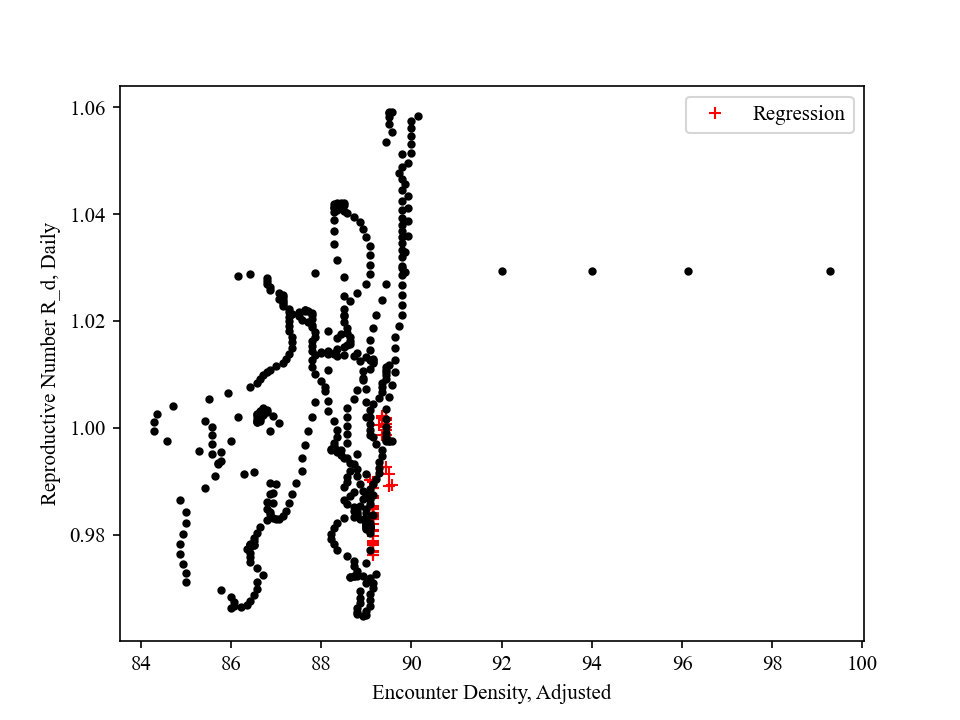 1.06
1.04
1.02
1.00
0.98
Reproductive Number R_d, Daily
Regression
84 86 88 90 92 94 96 98 100
Encounter Density, Adjusted